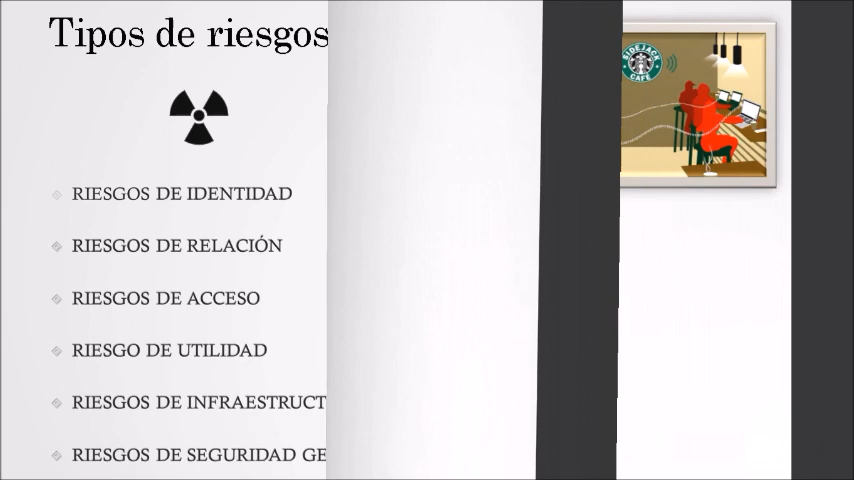 Tipos de riesgos
RIESGOS DE IDENTIDAD
RIESGOS DE RELACIÓN
RIESGOS DE ACCESO
RIESGO DE UTILIDAD
RIESGOS DE INFRAESTRUCT
RIESGOS DE SEGURIDAD GE
SIDEJACK
CAFE